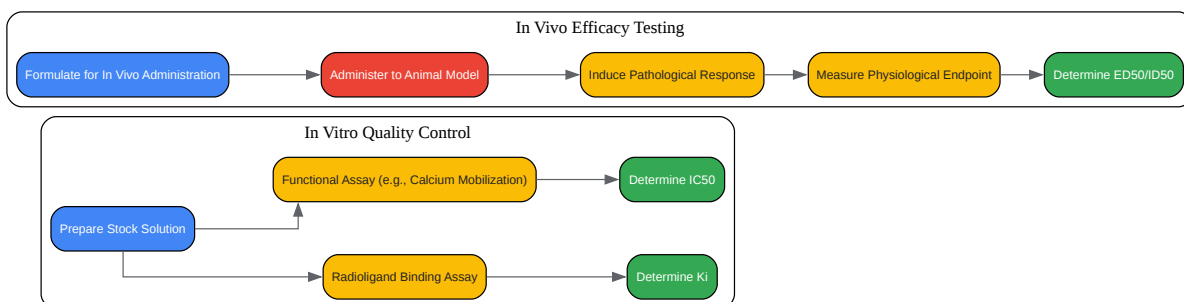 In Vivo Efficacy Testing
Formulate for In Vivo Administration
Administer to Animal Model
Induce Pathological Response
Measure Physiological Endpoint
Determine ED50/ID50
In Vitro Quality Control
Functional Assay (e.g., Calcium Mobilization)
Determine IC50
Prepare Stock Solution
Radioligand Binding Assay
Determine Ki